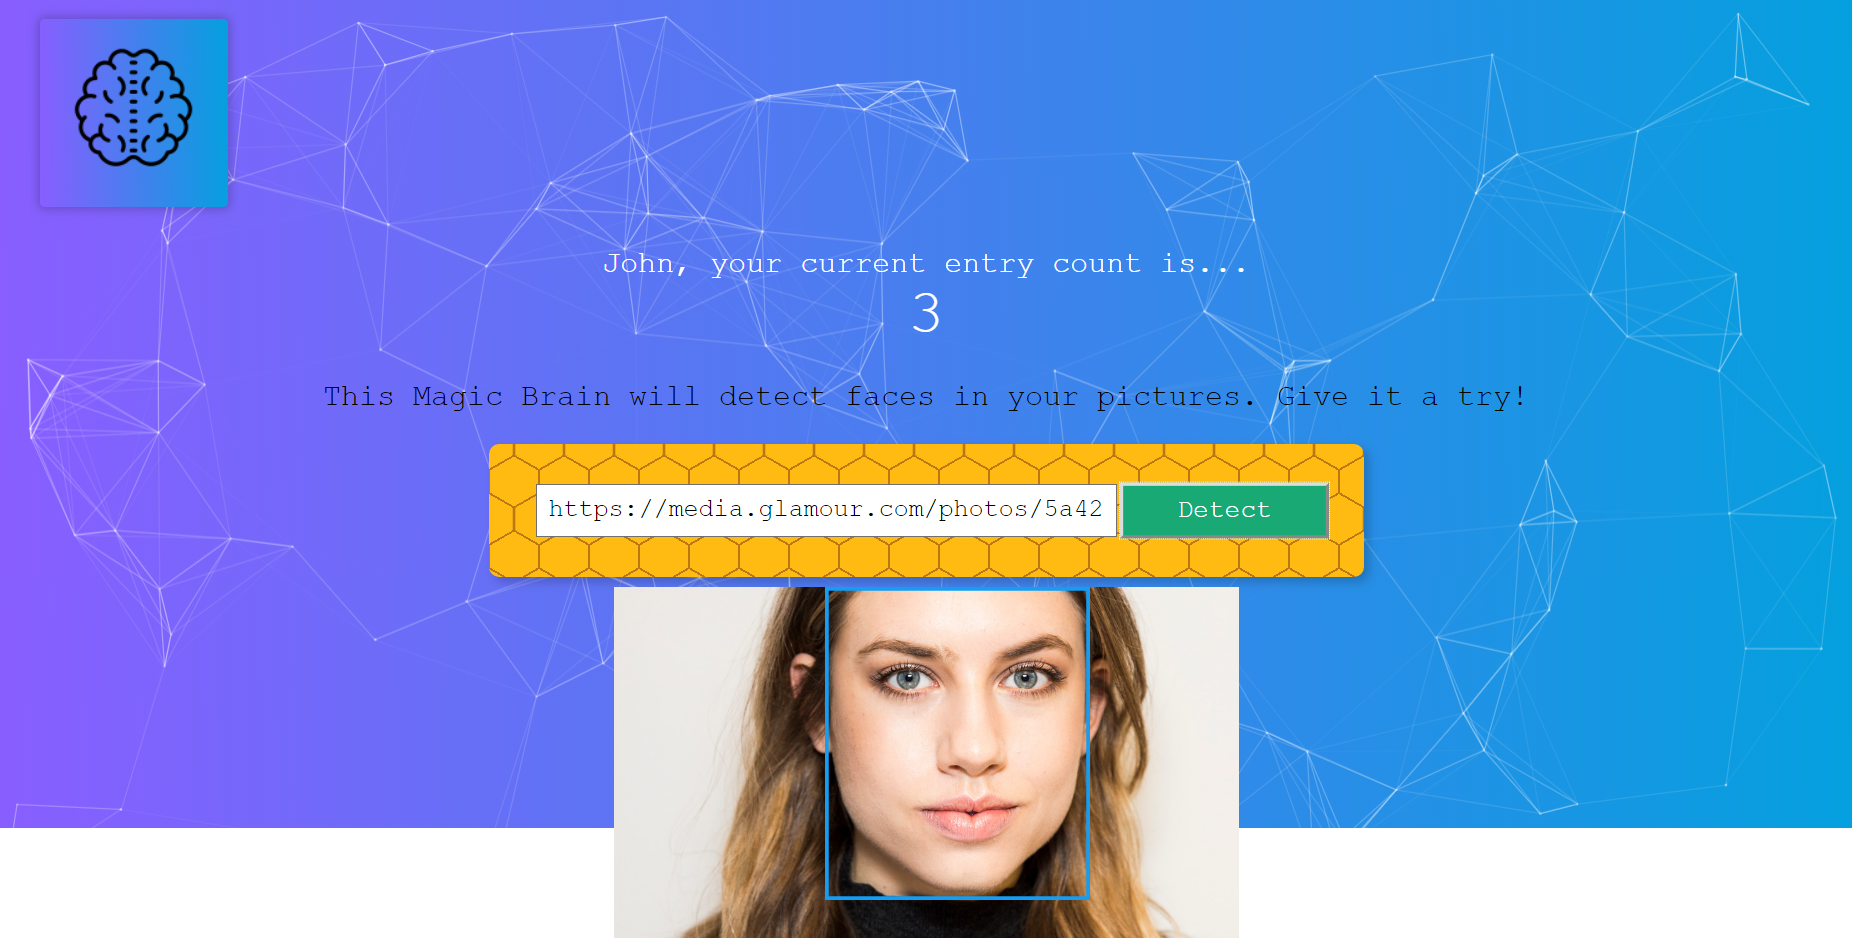 John, your current entry count is...
3
This Magic Brain will detect faces in your pictures. Give it a try!
https://media.glamour.com/photos/5a42
Detect